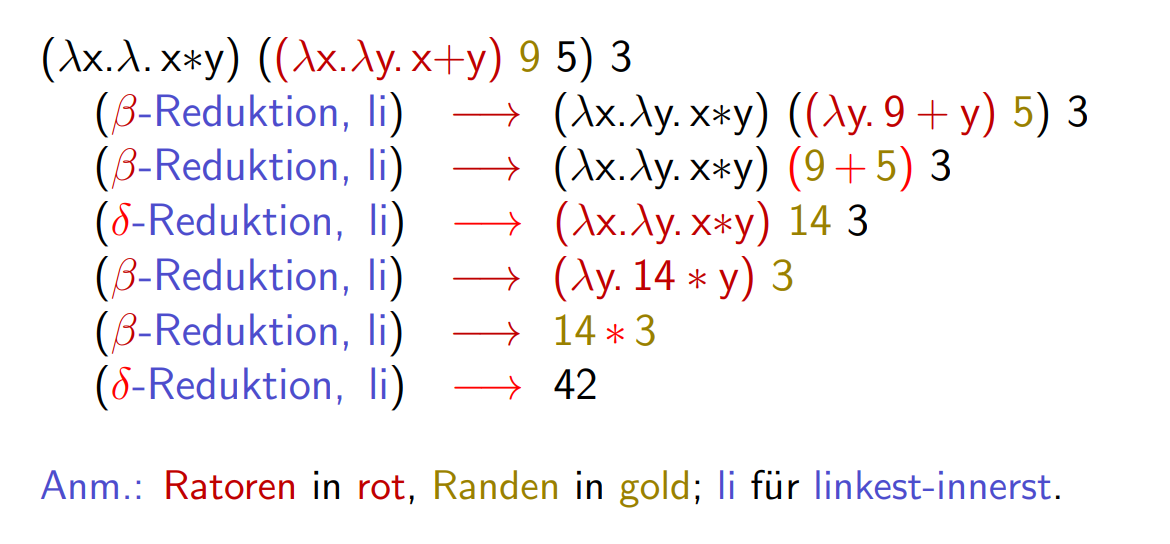 (λx.λ. x∗y) ((λx.λy. x+y) 9 5) 3
(β-Reduktion, li) ⟶ (λx.λy. x∗y) ((λy. 9 + y) 5) 3
(β-Reduktion, li) ⟶ (λx.λy. x∗y) (9 + 5) 3
(δ-Reduktion, li) ⟶ (λx.λy. x∗y) 14 3
(β-Reduktion, li) ⟶ (λy. 14 ∗ y) 3
(β-Reduktion, li) ⟶ 14 ∗ 3
(δ-Reduktion, li) ⟶ 42
Anm.: Ratoren in rot, Randen in gold; li für linkest-innerst.